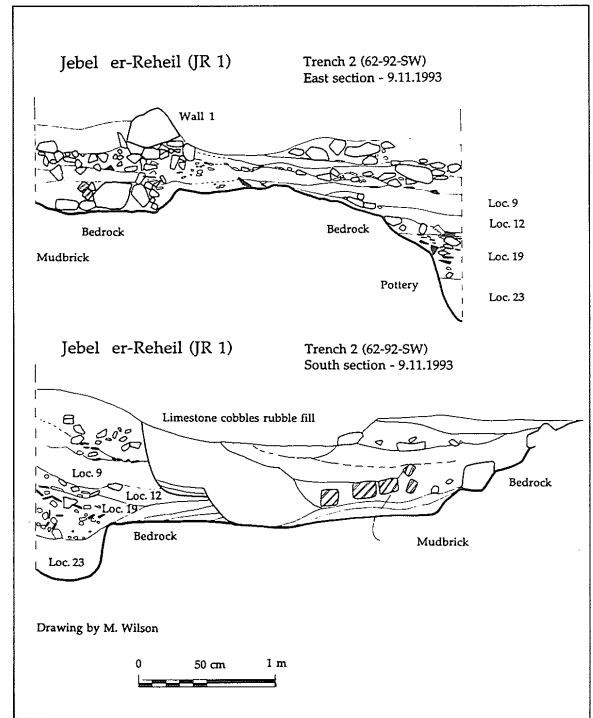 Jebel er-Reheil (JR 1)
Trench 2 (62-92-SW)
East section - 9.11.1993
Wall 1
Loc. 9
Loc. 12
Loc. 19
Loc. 23
Bedrock
Bedrock
Mudbrick
Pottery
Jebel er-Reheil (JR 1)
Trench 2 (62-92-SW)
South section - 9.11.1993
Limestone cobbles rubble fill
Loc. 9
Loc. 12
Loc. 19
Loc. 23
Bedrock
Bedrock
Mudbrick
Drawing by M. Wilson
0 50 cm 1 m